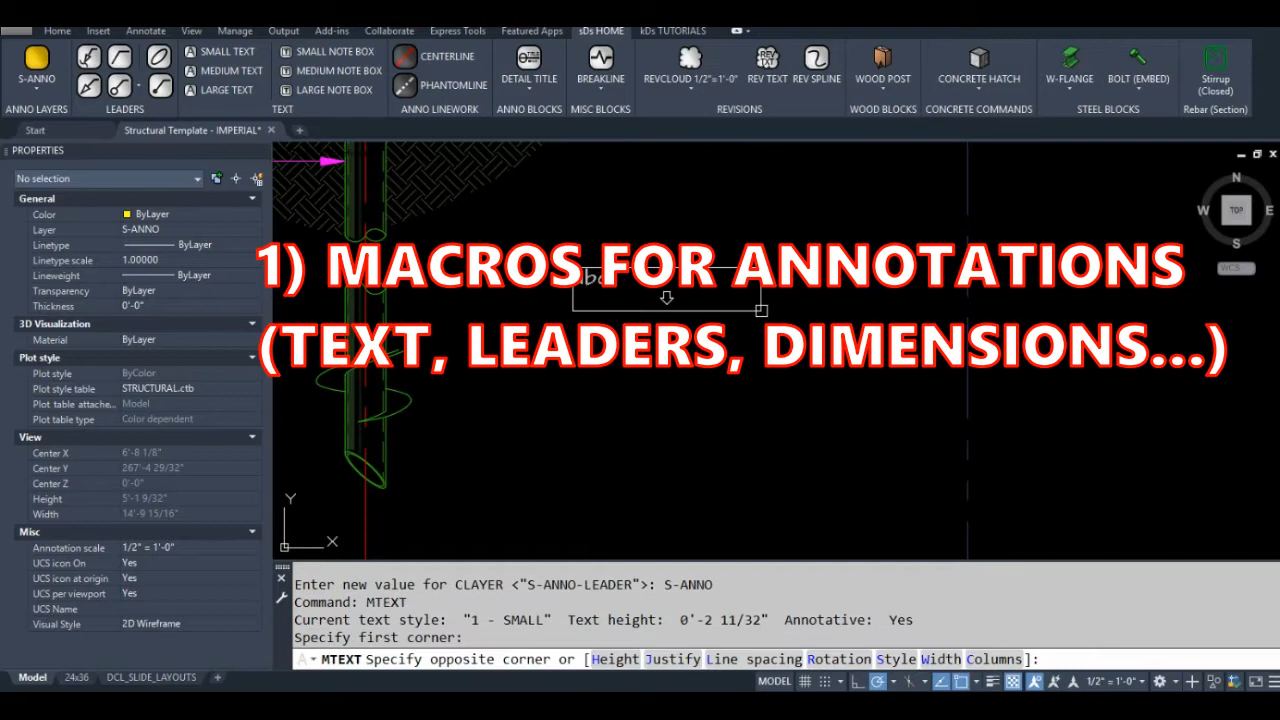 Home Insert Annotate View Manage Output Add-ins Collaborate Express Tools Featured Apps sDs HOME kDs TUTORIALS
S-ANNO
SMALL TEXT
MEDIUM TEXT
LARGE TEXT
SMALL NOTE BOX
MEDIUM NOTE BOX
LARGE NOTE BOX
CENTERLINE
PHANTOMLINE
DETAIL TITLE
BREAKLINE
REVCLOUD 1/2"=1'-0"
REV TEXT
REV SPLINE
WOOD POST
CONCRETE HATCH
W-FLANGE
BOLT (EMBED)
Stirrup
(Closed)
ANNO LAYERS LEADERS TEXT ANNO LINEWORK ANNO BLOCKS MISC BLOCKS REVISIONS WOOD BLOCKS CONCRETE COMMANDS STEEL BLOCKS Rebar (Section)
Start Structural Template - IMPERIAL*
PROPERTIES
No selection
General
Color ByLayer
Layer S-ANNO
Linetype ByLayer
Linetype scale 1.00000
Lineweight ByLayer
Transparency ByLayer
Thickness 0'-0"
3D Visualization
Material ByLayer
Plot style
Plot style ByColor
Plot style table STRUCTURAL.ctb
Plot table attache... Model
Plot table type Color dependent
View
Center X 6'-8 1/8"
Center Y 267'-4 29/32"
Center Z 0'-0"
Height 5'-1 9/32"
Width 14'-9 15/16"
Misc
Annotation scale 1/2" = 1'-0"
UCS icon On Yes
UCS icon at origin Yes
UCS per viewport Yes
UCS Name
Visual Style 2D Wireframe
N
W TOP E
S
WCS
1) MACROS FOR ANNOTATIONS
(TEXT, LEADERS, DIMENSIONS...)
Y
X
Enter new value for CLAYER <"S-ANNO-LEADER">: S-ANNO
Command: MTEXT
Current text style: "1 - SMALL" Text height: 0'-2 11/32" Annotative: Yes
Specify first corner:
MTEXT Specify opposite corner or [Height Justify Line spacing Rotation Style Width Columns]:
Model 24x36 DCL_SLIDE_LAYOUTS +
MODEL 1/2" = 1'-0"